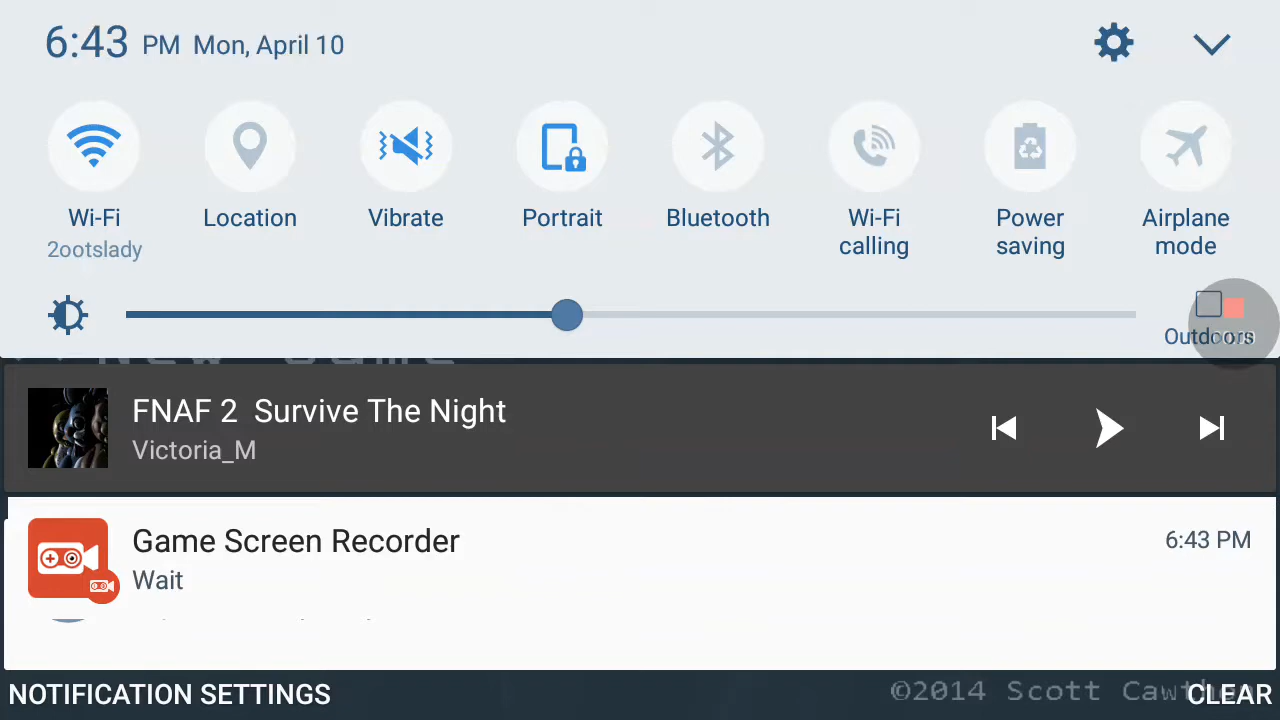 6:43 PM Mon, April 10
Wi-Fi
2ootslady
Location
Vibrate
Portrait
Bluetooth
Wi-Fi
calling
Power
saving
Airplane
mode
Outdoors
New Game
FNAF 2 Survive The Night
Victoria_M
Game Screen Recorder
6:43 PM
Wait
NOTIFICATION SETTINGS
©2014 Scott Cawthon
CLEAR